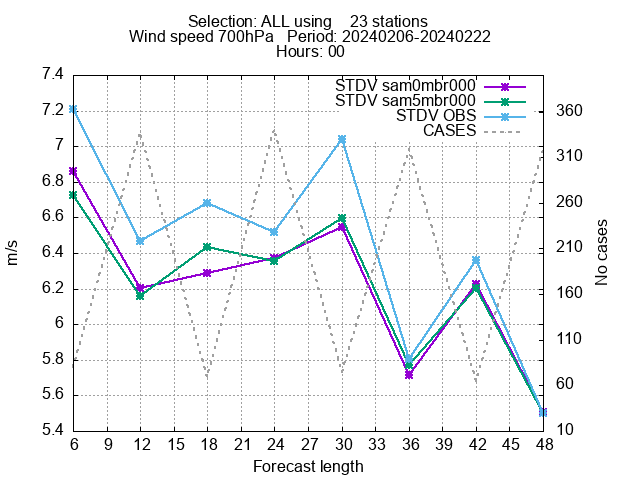 Selection: ALL using 23 stations
Wind speed 700hPa Period: 20240206-20240222
Hours: 00
STDV sam0mbr000
STDV sam5mbr000
STDV OBS
CASES
7.4
7.2
7
6.8
6.6
6.4
6.2
6
5.8
5.6
5.4
m/s
360
310
260
210
160
110
60
10
No cases
6 9 12 15 18 21 24 27 30 33 36 39 42 45 48
Forecast length